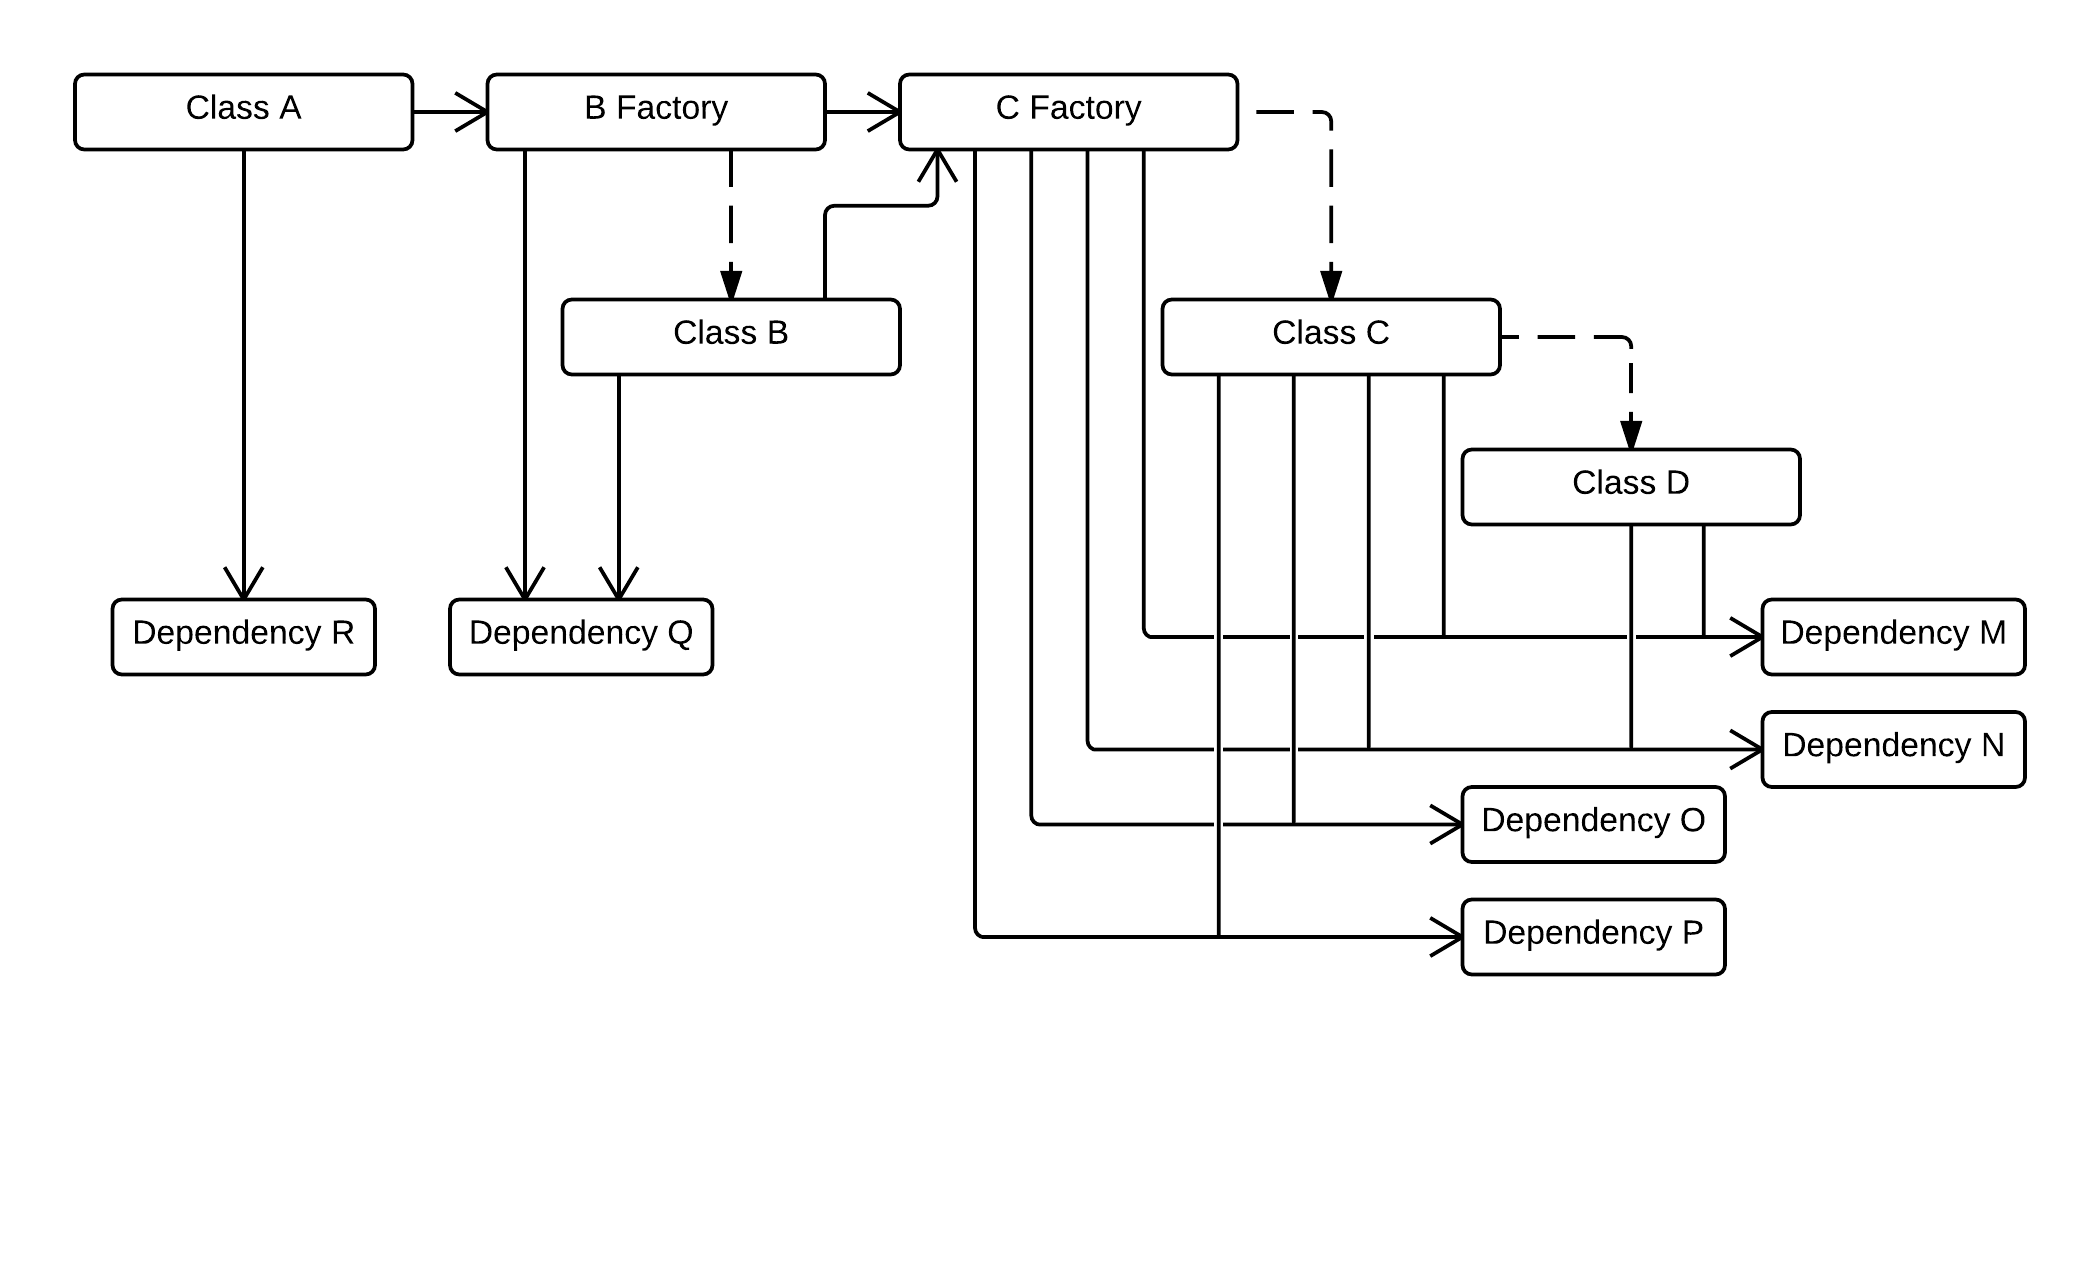 Class A
B Factory
C Factory
Class B
Class C
Class D
Dependency R
Dependency Q
Dependency M
Dependency N
Dependency O
Dependency P